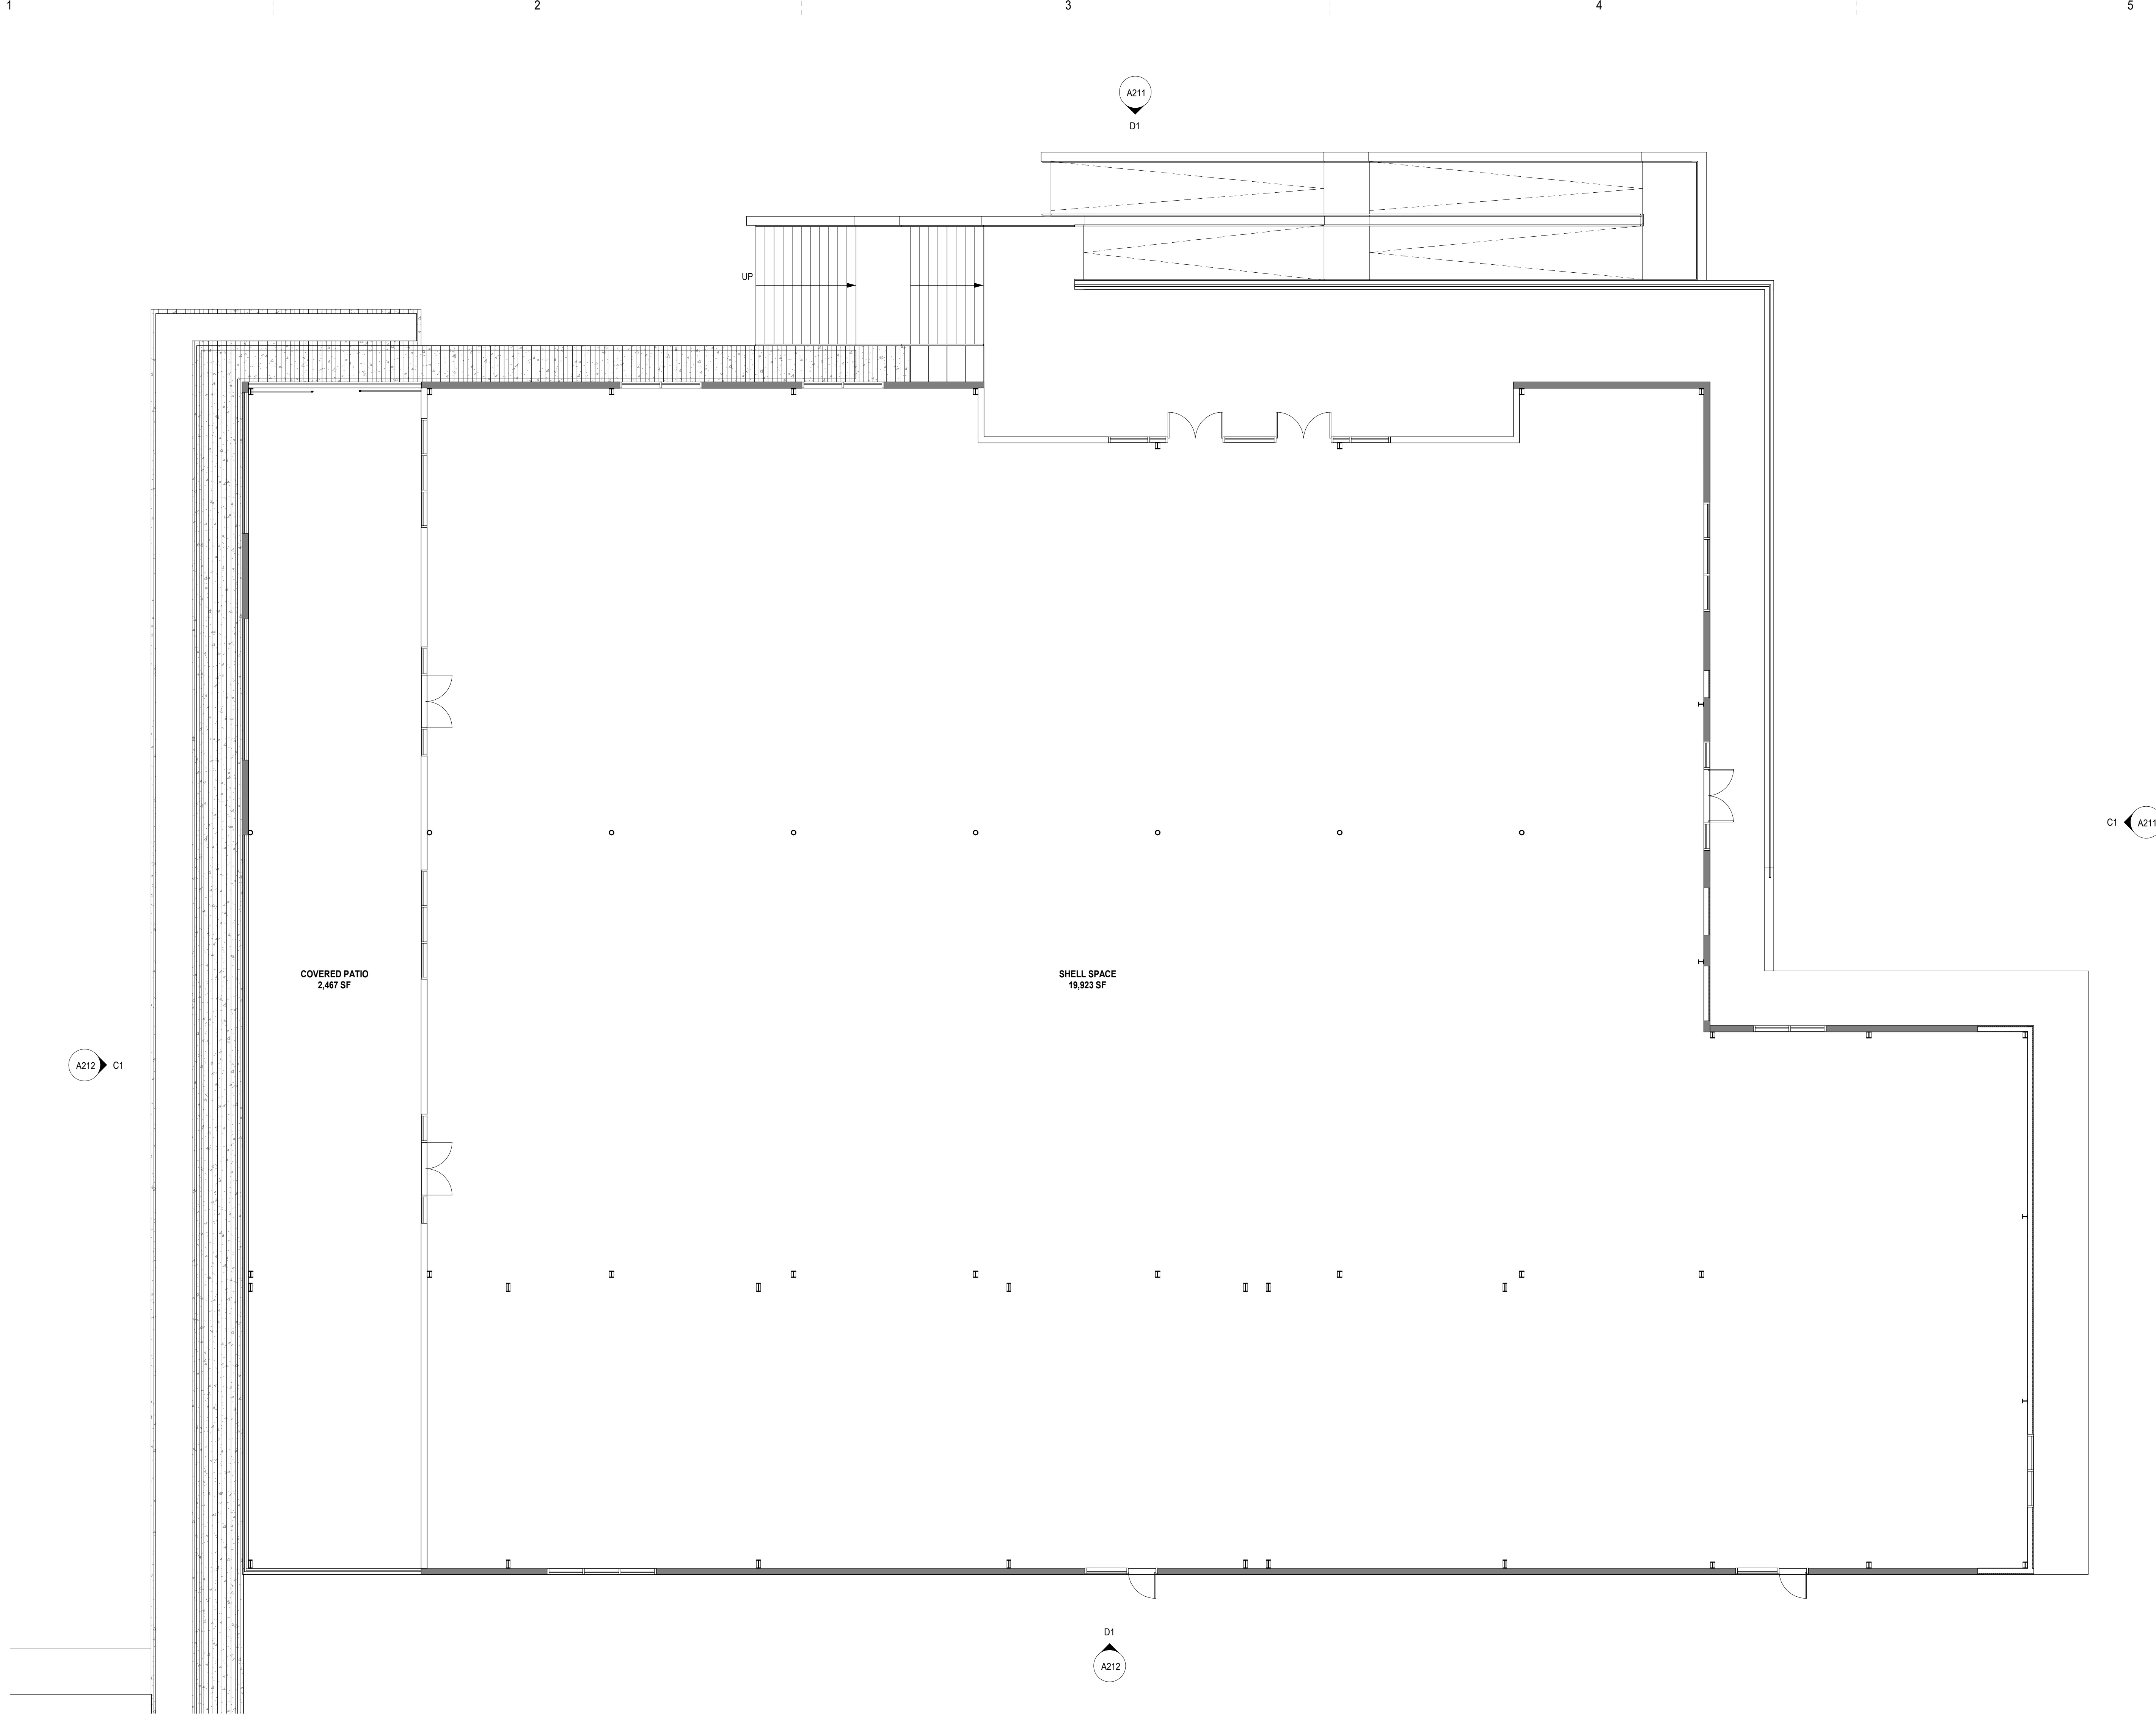 1 2 3 4 5
A211
D1
UP
C1 A211
COVERED PATIO
2,467 SF
SHELL SPACE
19,923 SF
A212 C1
D1
A212